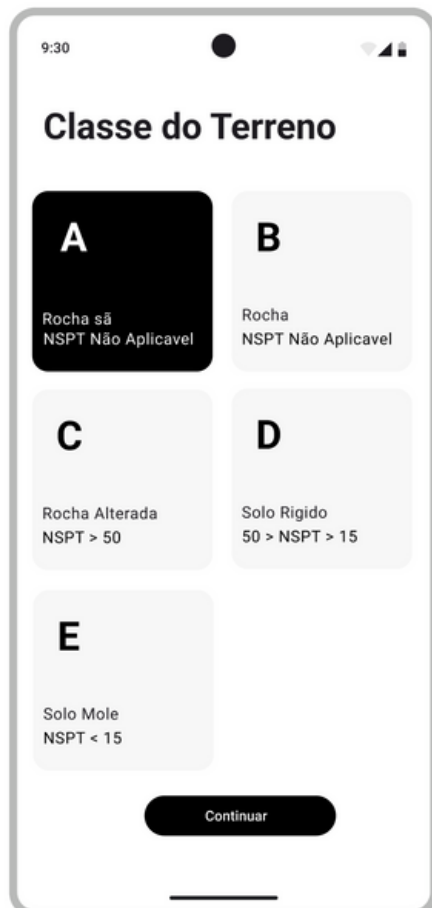 9:30
Classe do Terreno
A
Rocha sã
NSPT Não Aplicavel
B
Rocha
NSPT Não Aplicavel
C
Rocha Alterada
NSPT > 50
D
Solo Rigido
50 > NSPT > 15
E
Solo Mole
NSPT < 15
Continuar